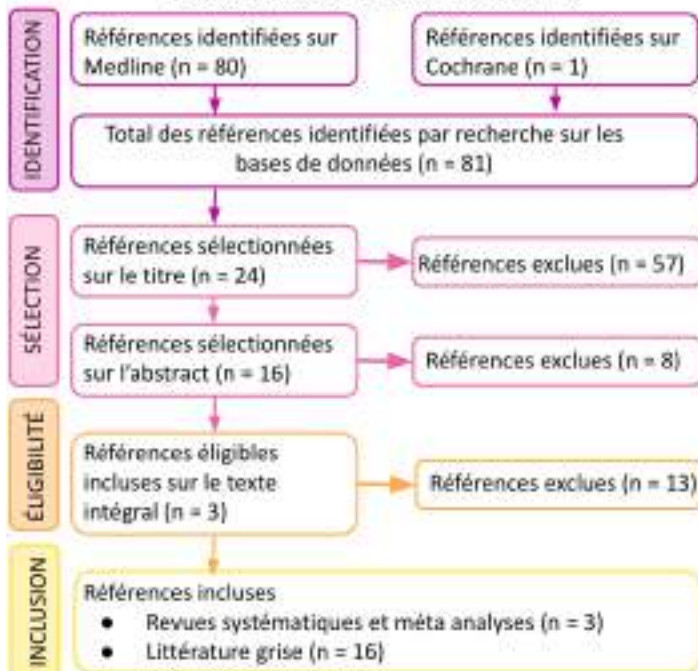 IDENTIFICATION
Références identifiées sur
Medline (n = 80)
Références identifiées sur
Cochrane (n = 1)
Total des références identifiées par recherche sur les
bases de données (n = 81)
SÉLECTION
Références sélectionnées
sur le titre (n = 24)
Références exclues (n = 57)
Références sélectionnées
sur l'abstract (n = 16)
Références exclues (n = 8)
ÉLIGIBILITÉ
Références éligibles
incluses sur le texte
intégral (n = 3)
Références exclues (n = 13)
INCLUSION
Références incluses
● Revues systématiques et méta analyses (n = 3)
● Littérature grise (n = 16)